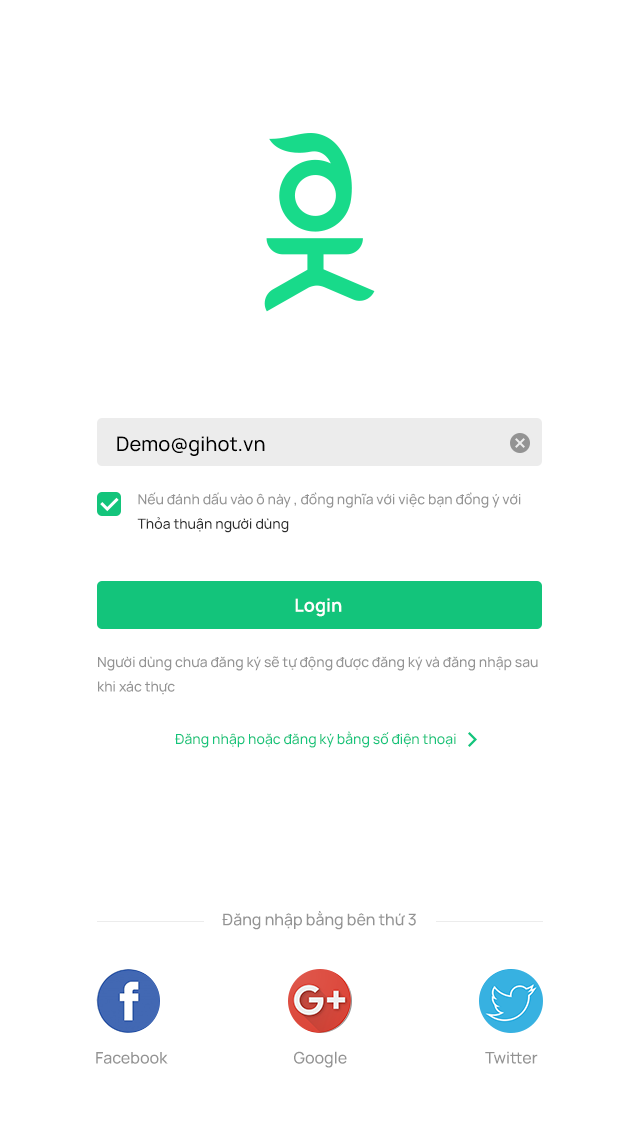 Demo@gihot.vn
Nếu đánh dấu vào ô này , đồng nghĩa với việc bạn đồng ý với
Thỏa thuận người dùng
Login
Người dùng chưa đăng ký sẽ tự động được đăng ký và đăng nhập sau
khi xác thực
Đăng nhập hoặc đăng ký bằng số điện thoại
Đăng nhập bằng bên thứ 3
f G+
Facebook Google Twitter